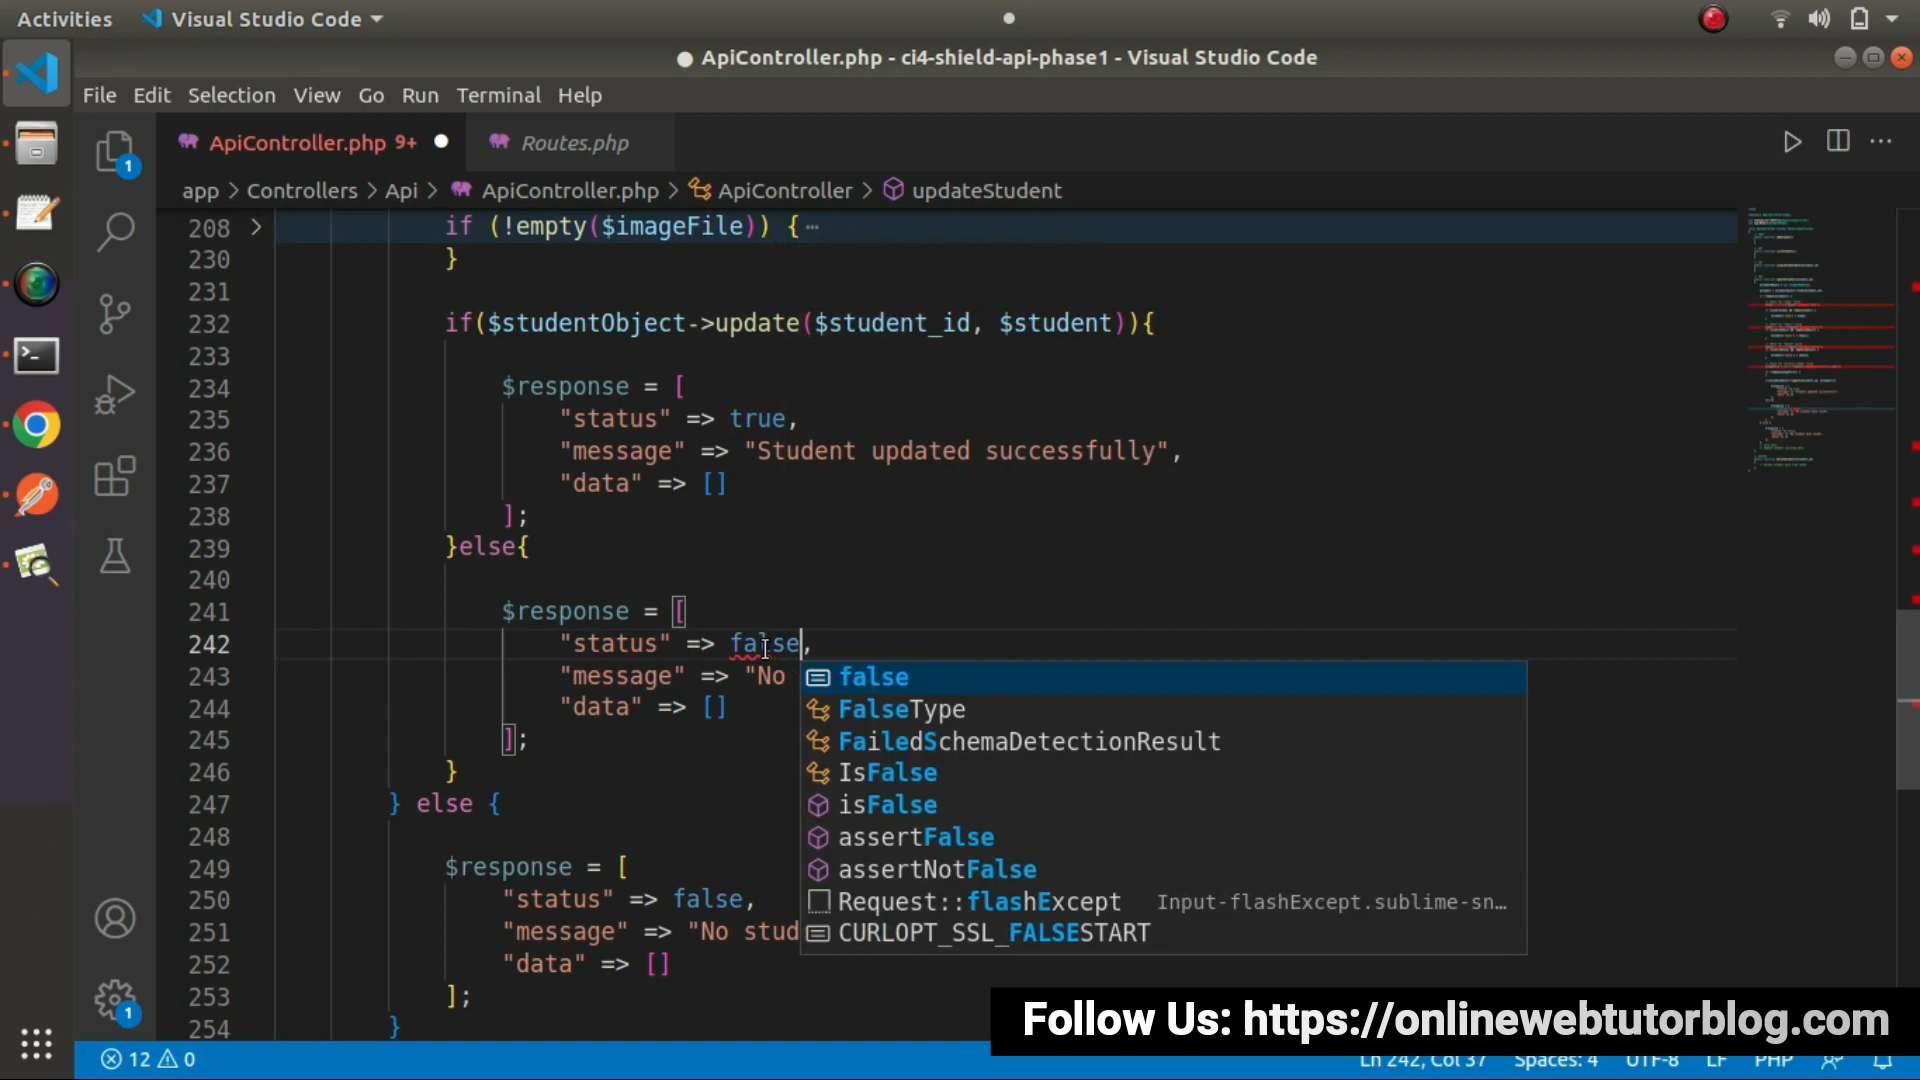 Activities
Visual Studio Code
ApiController.php - ci4-shield-api-phase1 - Visual Studio Code
File Edit Selection View Go Run Terminal Help
ApiController.php 9+
Routes.php
app > Controllers > Api > ApiController.php > ApiController > updateStudent
1
208 if (!empty($imageFile)) {
230 }
231
232 if($studentObject->update($student_id, $student)){
233
234 $response = [
235 "status" => true,
236 "message" => "Student updated successfully",
237 "data" => []
238 ];
239 }else{
240
241 $response = [
242 "status" => false,
243 "message" => "No
244 "data" => []
245 ];
246 }
247 } else {
248
249 $response = [
250 "status" => false,
251 "message" => "No stud
252 "data" => []
253 ];
254 }
false
FalseType
FailedSchemaDetectionResult
IsFalse
isFalse
assertFalse
assertNotFalse
Request::flashExcept Input-flashExcept.sublime-sn...
CURLOPT_SSL_FALSESTART
1
Follow Us: https://onlinewebtutorblog.com
12 0
Ln 242, Col 37 Spaces: 4 UTF-8 LF PHP